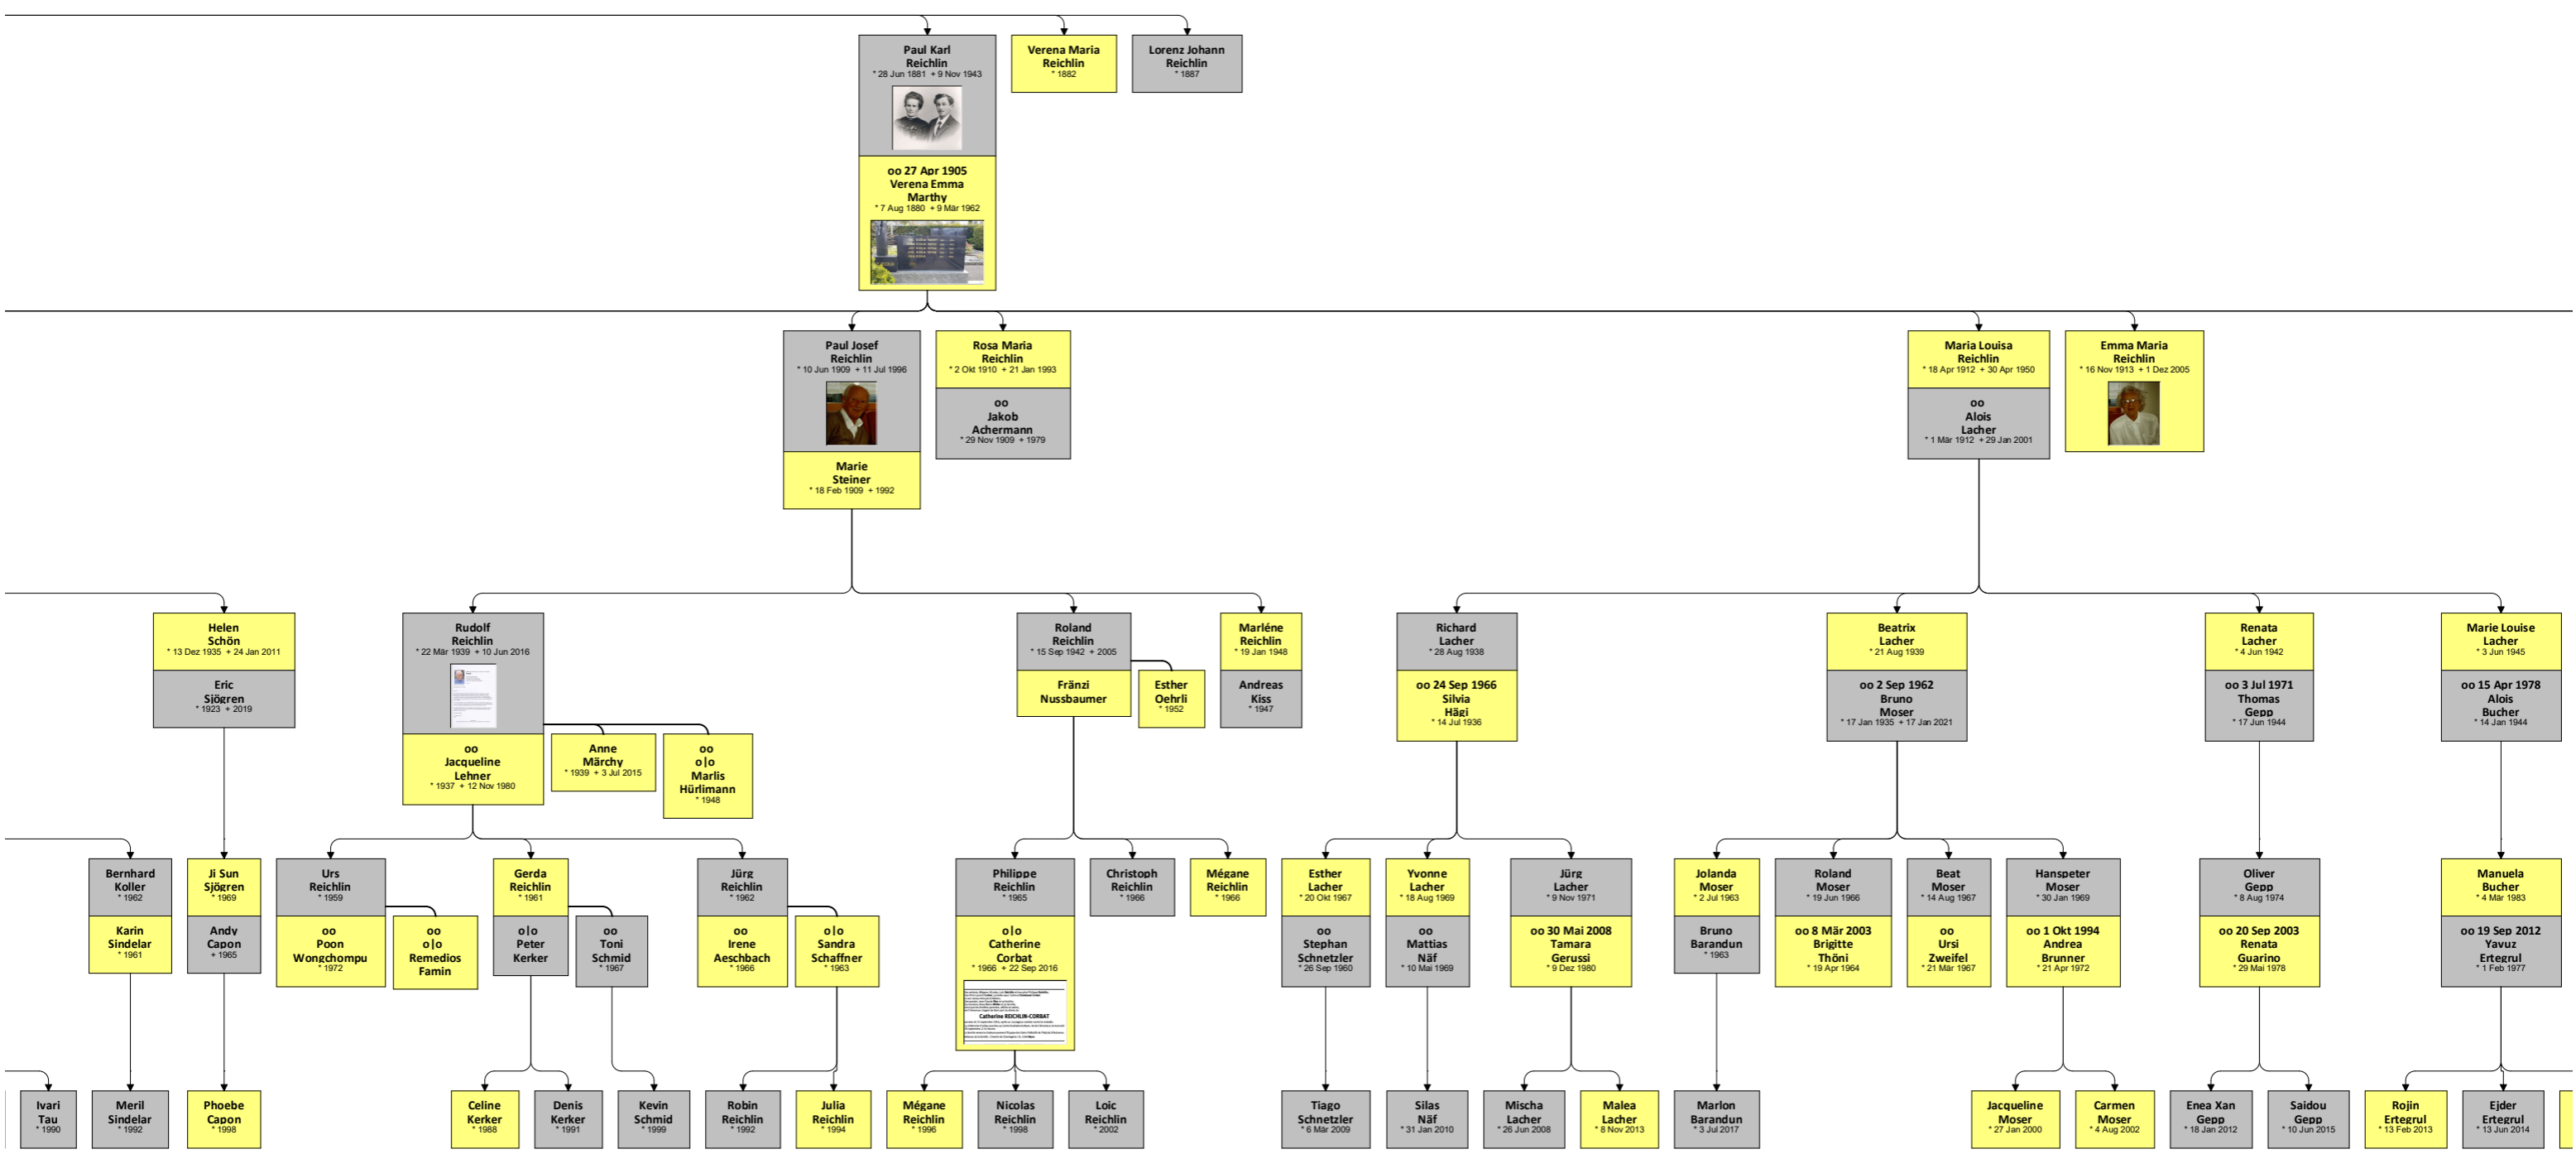 Paul Karl
Reichlin
* 28 Jun 1881 + 9 Nov 1943
Verena Maria
Reichlin
* 1882
Lorenz Johann
Reichlin
* 1887
oo 27 Apr 1905
Verena Emma
Marthy
* 7 Aug 1880 + 9 Mär 1962
Paul Josef
Reichlin
* 10 Jun 1909 + 11 Jul 1996
Marie
Steiner
* 18 Feb 1909 + 1992
Rosa Maria
Reichlin
* 2 Okt 1910 + 21 Jan 1993
oo
Jakob
Achermann
* 29 Nov 1909 + 1979
Maria Louisa
Reichlin
* 18 Apr 1912 + 30 Apr 1950
oo
Alois
Lacher
* 1 Mär 1912 + 29 Jan 2001
Emma Maria
Reichlin
* 16 Nov 1913 + 1 Dez 2005
Helen
Schön
* 13 Dez 1935 + 24 Jan 2011
Eric
Sjögren
* 1923 + 2019
Rudolf
Reichlin
* 22 Mär 1939 + 10 Jun 2016
oo
Jacqueline
Lehner
* 1937 + 12 Nov 1980
Anne
Märchy
* 1939 + 3 Jul 2015
oo
o|o
Marlis
Hürlimann
* 1948
Roland
Reichlin
* 15 Sep 1942 + 2005
Fränzi
Nussbaumer
Esther
Oehrli
* 1952
Marléne
Reichlin
* 19 Jan 1948
Andreas
Kiss
* 1947
Richard
Lacher
* 28 Aug 1938
oo 24 Sep 1966
Silvia
Hägi
* 14 Jul 1936
Beatrix
Lacher
* 21 Aug 1939
oo 2 Sep 1962
Bruno
Moser
* 17 Jan 1935 + 17 Jan 2021
Renata
Lacher
* 4 Jun 1942
oo 3 Jul 1971
Thomas
Gepp
* 17 Jun 1944
Marie Louise
Lacher
* 3 Jun 1945
oo 15 Apr 1978
Alois
Bucher
* 14 Jan 1944
Bernhard
Koller
* 1962
Karin
Sindelar
* 1961
Ji Sun
Sjögren
* 1969
Andy
Capon
+ 1965
Urs
Reichlin
* 1959
oo
Poon
Wongchompu
* 1972
oo
o|o
Remedios
Famin
Gerda
Reichlin
* 1961
o|o
Peter
Kerker
oo
Toni
Schmid
* 1967
Jürg
Reichlin
* 1962
oo
Irene
Aeschbach
* 1966
o|o
Sandra
Schaffner
* 1963
Philippe
Reichlin
* 1965
o|o
Catherine
Corbat
* 1966 + 22 Sep 2016
Catherine REICHLIN-CORBAT
Christoph
Reichlin
* 1966
Mégane
Reichlin
* 1966
Esther
Lacher
* 20 Okt 1967
oo
Stephan
Schnetzler
* 26 Sep 1960
Yvonne
Lacher
* 18 Aug 1969
oo
Mattias
Näf
* 10 Mai 1969
Jürg
Lacher
* 9 Nov 1971
oo 30 Mai 2008
Tamara
Gerussi
* 9 Dez 1980
Jolanda
Moser
* 2 Jul 1963
Bruno
Barandun
* 1963
Roland
Moser
* 19 Jun 1966
oo 8 Mär 2003
Brigitte
Thöni
* 19 Apr 1964
Beat
Moser
* 14 Aug 1967
oo
Ursi
Zweifel
* 21 Mär 1967
Hanspeter
Moser
* 30 Jan 1969
oo 1 Okt 1994
Andrea
Brunner
* 21 Apr 1972
Oliver
Gepp
* 8 Aug 1974
oo 20 Sep 2003
Renata
Guarino
* 29 Mai 1978
Manuela
Bucher
* 4 Mär 1983
oo 19 Sep 2012
Yavuz
Ertegrul
* 1 Feb 1977
Ivari
Tau
* 1990
Meril
Sindelar
* 1992
Phoebe
Capon
* 1998
Celine
Kerker
* 1988
Denis
Kerker
* 1991
Kevin
Schmid
* 1999
Robin
Reichlin
* 1992
Julia
Reichlin
* 1994
Mégane
Reichlin
* 1996
Nicolas
Reichlin
* 1998
Loic
Reichlin
* 2002
Tiago
Schnetzler
* 6 Mär 2009
Silas
Näf
* 31 Jan 2010
Mischa
Lacher
* 26 Jun 2008
Malea
Lacher
* 8 Nov 2013
Marlon
Barandun
* 3 Jul 2017
Jacqueline
Moser
* 27 Jan 2000
Carmen
Moser
* 4 Aug 2002
Enea Xan
Gepp
* 18 Jan 2012
Saidou
Gepp
* 10 Jun 2015
Rojin
Ertegrul
* 13 Feb 2013
Ejder
Ertegrul
* 13 Jun 2014